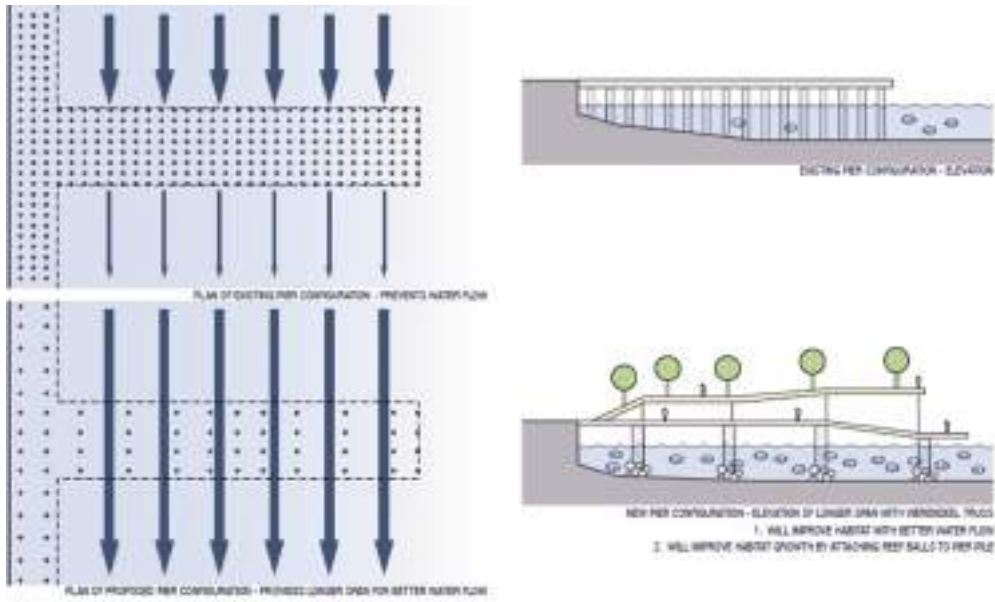 EXISTING PIER CONFIGURATION - ELEVATION
PLAN OF EXISTING PIER CONFIGURATION - PREVENTS WATER FLOW
NEW PIER CONFIGURATION - ELEVATION OF LONGER SPAN WITH VIERENDEEL TRUSS
1. WILL IMPROVE HABITAT WITH BETTER WATER FLOW
2. WILL IMPROVE HABITAT GROWTH BY ATTACHING REEF BALLS TO PIER PILE
PLAN OF PROPOSED PIER CONFIGURATION - PROVIDES LONGER SPAN FOR BETTER WATER FLOW